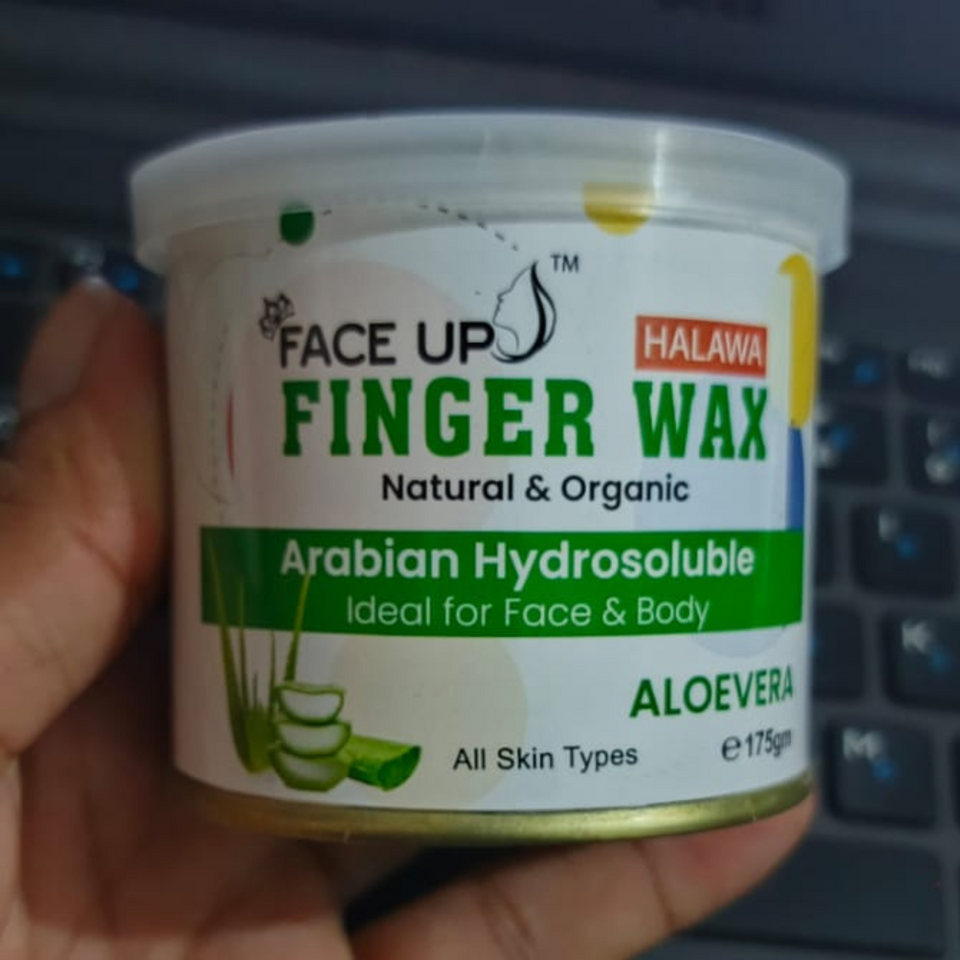 FACE UP TM
HALAWA
FINGER WAX
Natural & Organic
Arabian Hydrosoluble
Ideal for Face & Body
ALOEVERA
All Skin Types
℮175gm
K
M